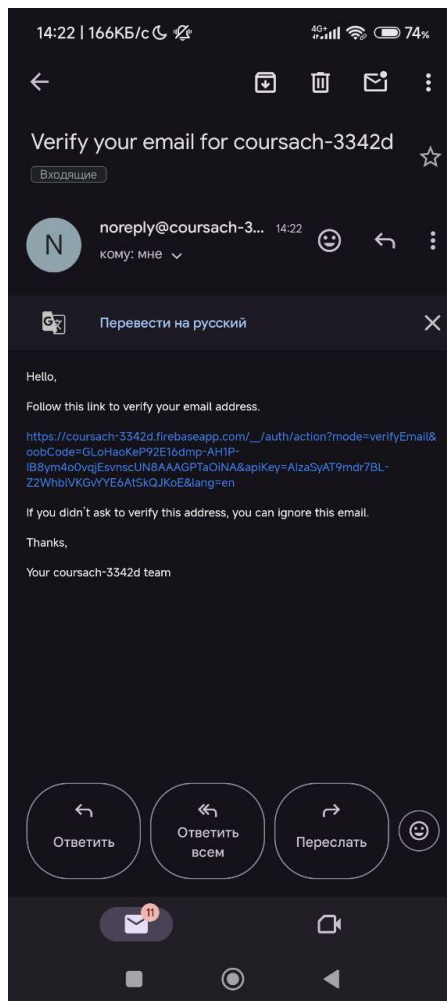 14:22 | 166КБ/с
4G+
74%
Verify your email for coursach-3342d
Входящие
N
noreply@coursach-3... 14:22
кому: мне
Перевести на русский
Hello,
Follow this link to verify your email address.
https://coursach-3342d.firebaseapp.com/__/auth/action?mode=verifyEmail&
oobCode=GLoHaoKeP92E16dmp-AH1P-
IB8ym4o0vqjEsvnscUN8AAAGPTaOiNA&apiKey=AIzaSyAT9mdr7BL-
Z2WhbIVKGvYYE6AtSkQJKoE&lang=en
If you didn't ask to verify this address, you can ignore this email.
Thanks,
Your coursach-3342d team
Ответить
Ответить
всем
Переслать
11